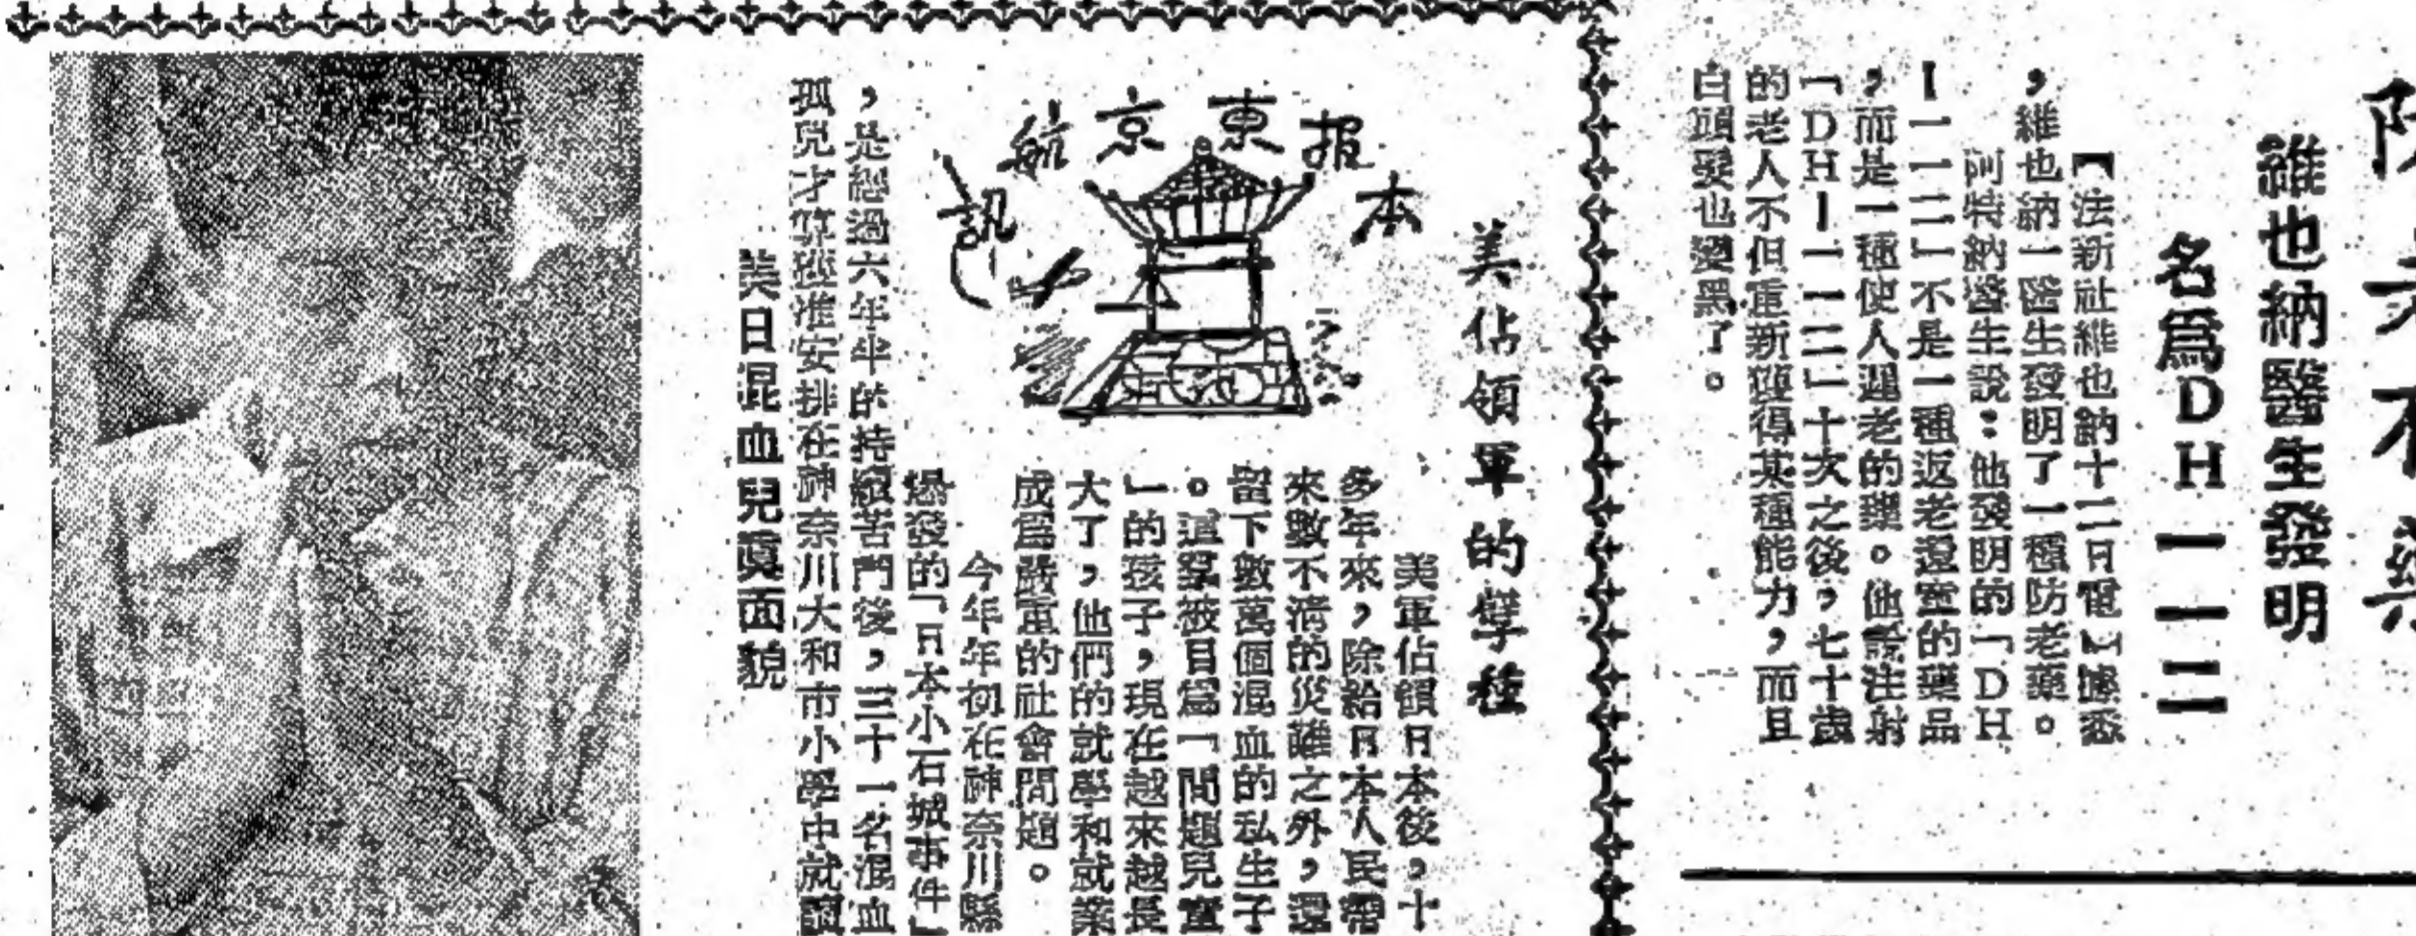 維也納醫生發明
名爲DH一一二
【法新社維也納十二日電】據悉
，維也納一醫生發明了一種防老藥。
阿特納醫生說：他發明的「DH
－一一二」不是一種返老還童的藥品
，而是一種使人遲老的藥。他說注射
「DH－一一二」十次之後，七十歲
的老人不但重新獲得某種能力，而且
白頭髮也變黑了。
美佔領軍的孽種
本報東京航訊
美軍佔領日本後，十
多年來，除給日本人民帶
來數不清的災難之外，還
留下數萬個混血的私生子
。這羣被目爲「問題兒童
」的孩子，現在越來越長
大了，他們的就學和就業
成爲嚴重的社會問題。
今年年初在神奈川縣
爆發的「日本小石城事件」
，是經過六年半的持續苦鬥後，三十一名混血
孤兒才算獲准安排在神奈川大和市小學中就讀
美日混血兒眞面貌